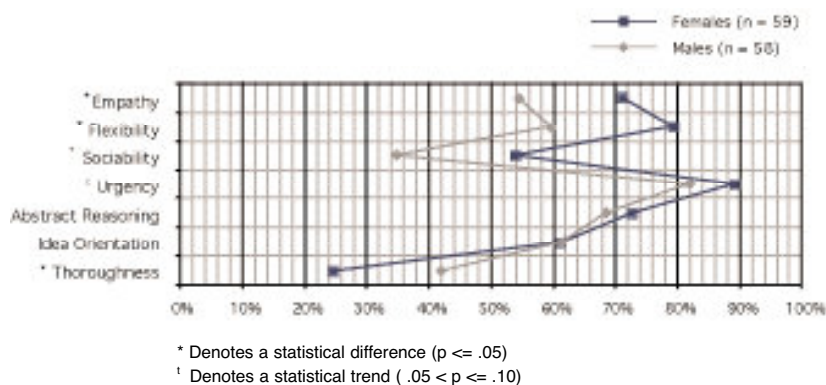 Females (n = 59)
Males (n = 58)
* Empathy
* Flexibility
Sociability
Urgency
Abstract Reasoning
Idea Orientation
* Thoroughness
0% 10% 20% 30% 40% 50% 60% 70% 80% 90% 100%
* Denotes a statistical difference (p <= .05)
t Denotes a statistical trend ( .05 < p <= .10)